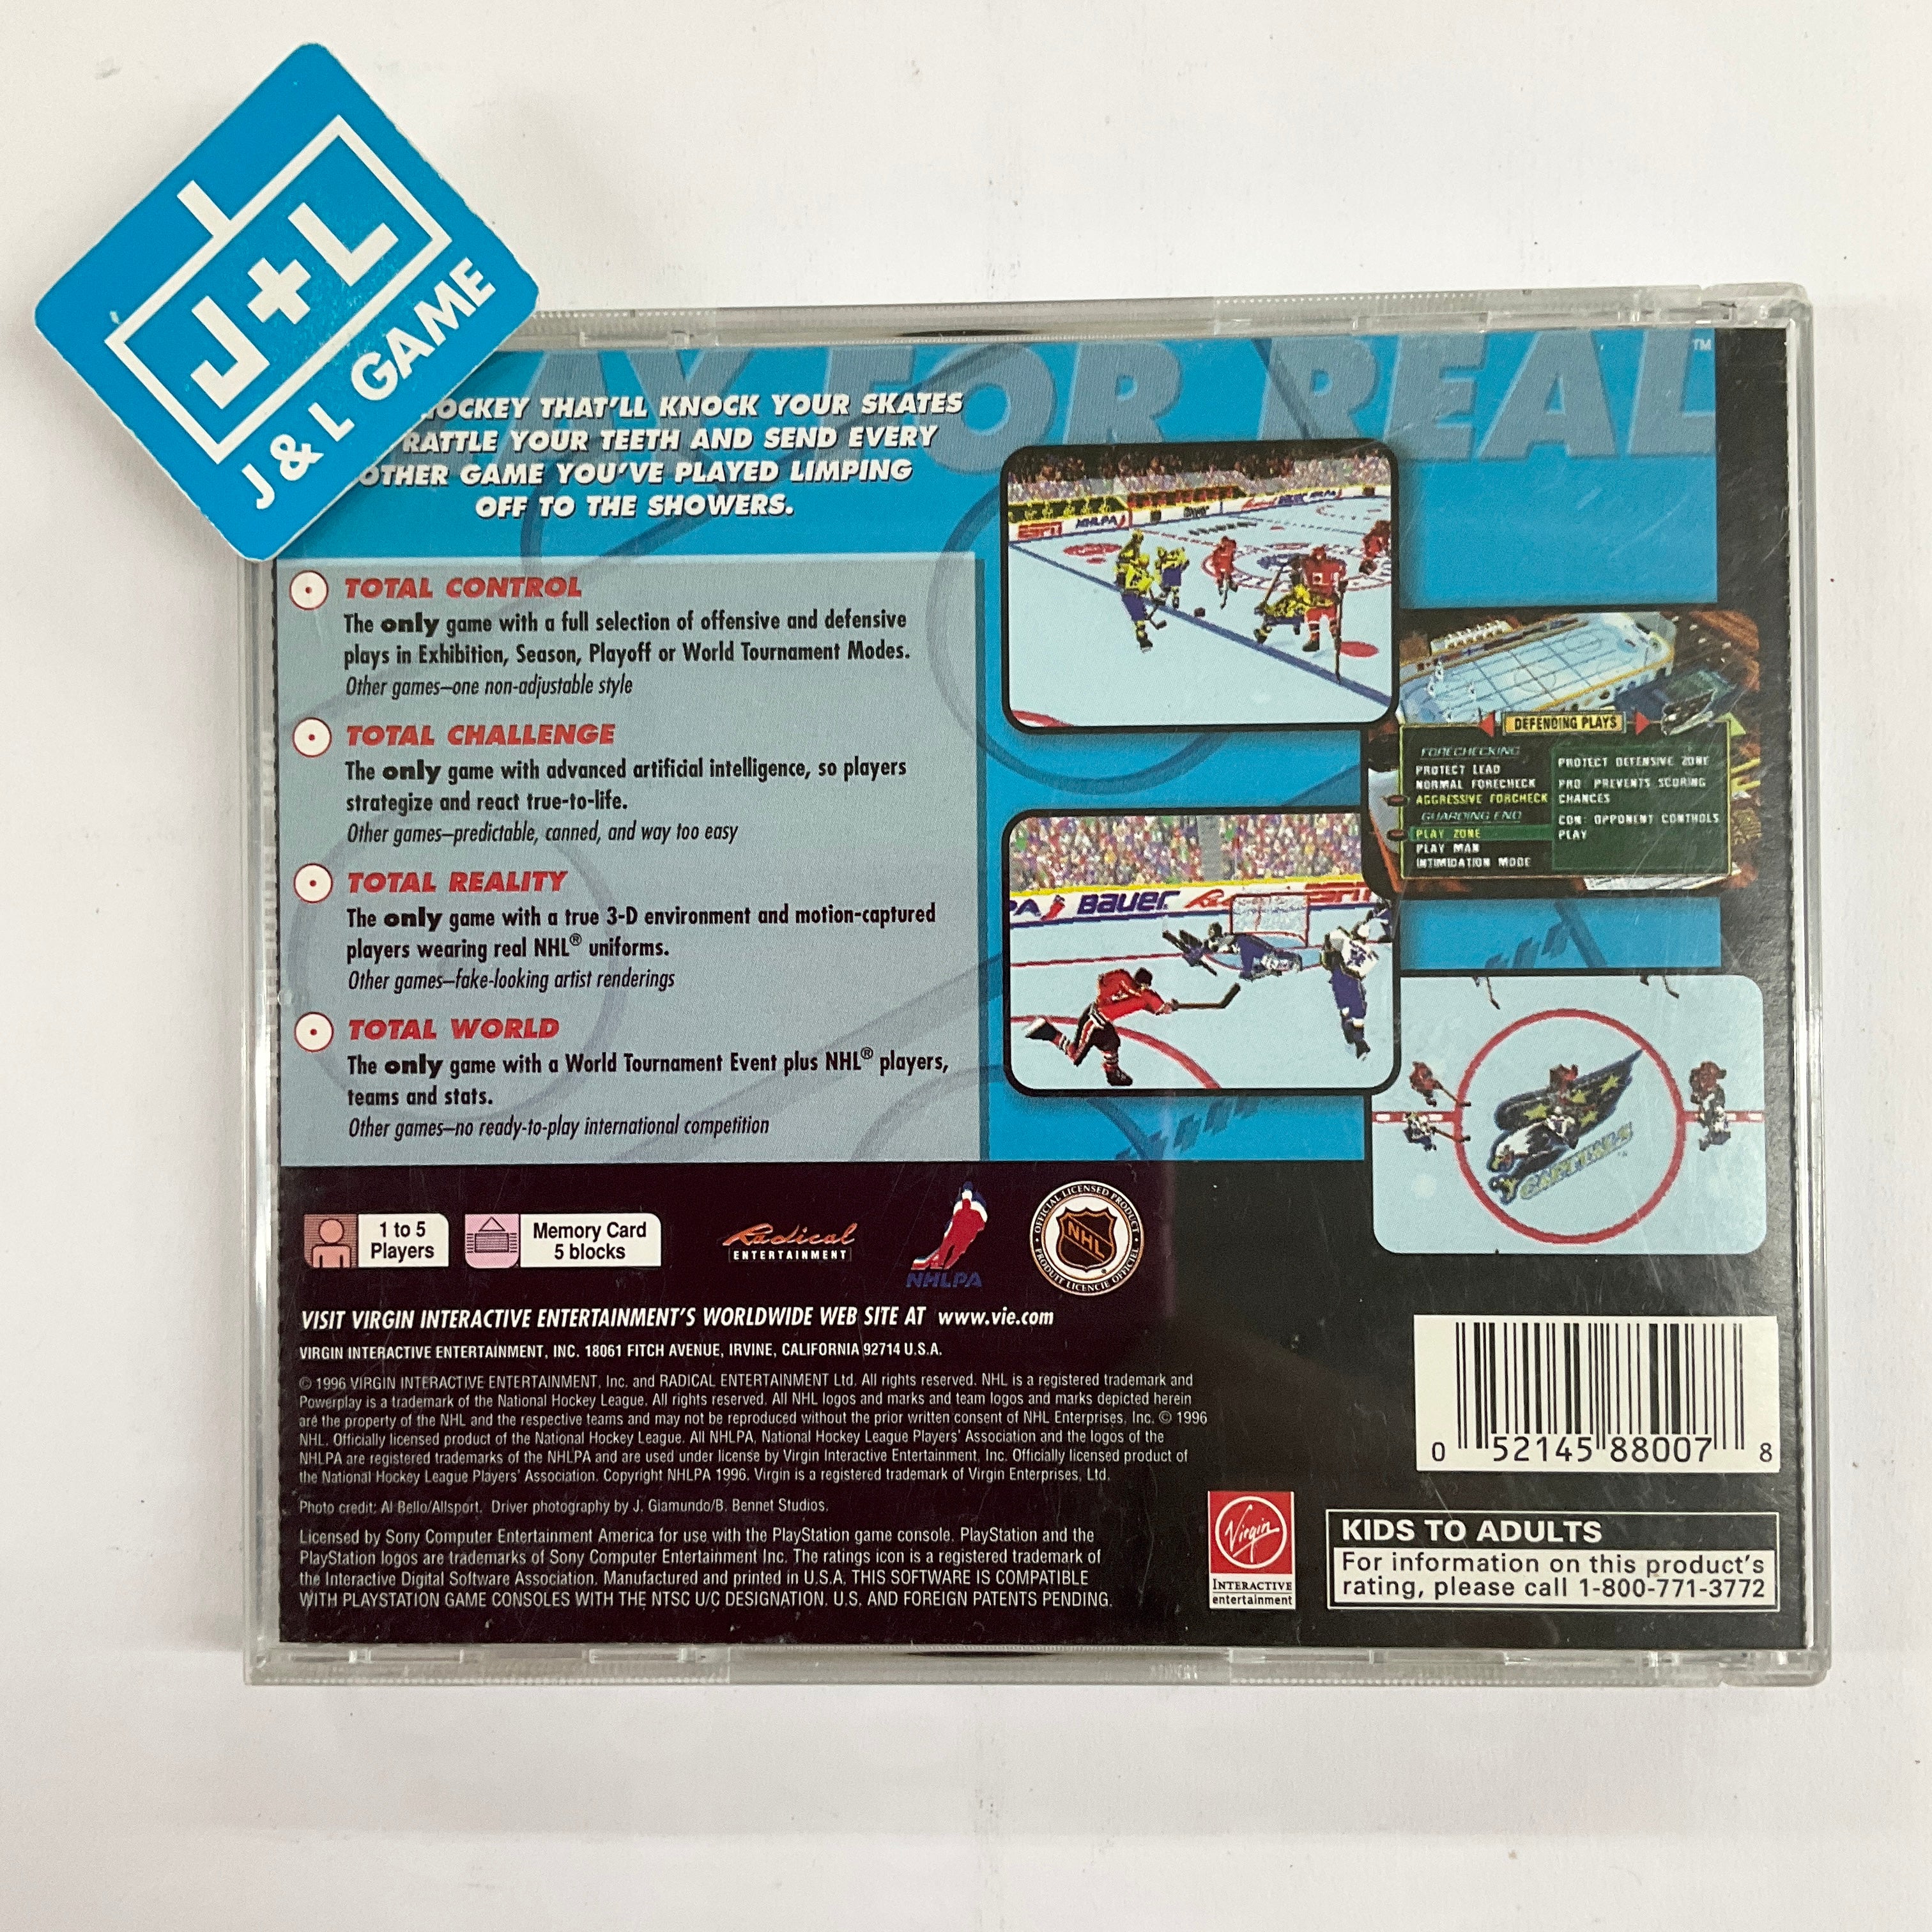 J+L
J & L GAME
AY FOR REAL™
OCKEY THAT'LL KNOCK YOUR SKATES
RATTLE YOUR TEETH AND SEND EVERY
OTHER GAME YOU'VE PLAYED LIMPING
OFF TO THE SHOWERS.
TOTAL CONTROL
The only game with a full selection of offensive and defensive
plays in Exhibition, Season, Playoff or World Tournament Modes.
Other games—one non-adjustable style
TOTAL CHALLENGE
The only game with advanced artificial intelligence, so players
strategize and react true-to-life.
Other games—predictable, canned, and way too easy
TOTAL REALITY
The only game with a true 3-D environment and motion-captured
players wearing real NHL® uniforms.
Other games—fake-looking artist renderings
TOTAL WORLD
The only game with a World Tournament Event plus NHL® players,
teams and stats.
Other games—no ready-to-play international competition
ESPN NHLPA
DEFENDING PLAYS
FORECHECKING
PROTECT LEAD
NORMAL FORECHECK
AGGRESSIVE FORCHECK
GUARDING END
PLAY ZONE
PLAY MAN
INTIMIDATION MODE
PROTECT DEFENSIVE ZONE
PRO: PREVENTS SCORING
CHANCES
CON: OPPONENT CONTROLS
PLAY
PA Bauer ESPN
CAPITALS
1 to 5
Players
Memory Card
5 blocks
Radical
ENTERTAINMENT
NHLPA
OFFICIAL LICENSED PRODUCT
NHL
PRODUIT LICENCIE OFFICIEL
VISIT VIRGIN INTERACTIVE ENTERTAINMENT'S WORLDWIDE WEB SITE AT www.vie.com
VIRGIN INTERACTIVE ENTERTAINMENT, INC. 18061 FITCH AVENUE, IRVINE, CALIFORNIA 92714 U.S.A.
© 1996 VIRGIN INTERACTIVE ENTERTAINMENT, Inc. and RADICAL ENTERTAINMENT Ltd. All rights reserved. NHL is a registered trademark and
Powerplay is a trademark of the National Hockey League. All rights reserved. All NHL logos and marks and team logos and marks depicted herein
are the property of the NHL and the respective teams and may not be reproduced without the prior written consent of NHL Enterprises, Inc. © 1996
NHL. Officially licensed product of the National Hockey League. All NHLPA, National Hockey League Players' Association and the logos of the
NHLPA are registered trademarks of the NHLPA and are used under license by Virgin Interactive Entertainment, Inc. Officially licensed product of
the National Hockey League Players' Association. Copyright NHLPA 1996. Virgin is a registered trademark of Virgin Enterprises, Ltd.
Photo credit: Al Bello/Allsport. Driver photography by J. Giamundo/B. Bennet Studios.
Licensed by Sony Computer Entertainment America for use with the PlayStation game console. PlayStation and the
PlayStation logos are trademarks of Sony Computer Entertainment Inc. The ratings icon is a registered trademark of
the Interactive Digital Software Association. Manufactured and printed in U.S.A. THIS SOFTWARE IS COMPATIBLE
WITH PLAYSTATION GAME CONSOLES WITH THE NTSC U/C DESIGNATION. U.S. AND FOREIGN PATENTS PENDING.
0 52145 88007 8
Virgin
INTERACTIVE
entertainment
KIDS TO ADULTS
For information on this product's
rating, please call 1-800-771-3772